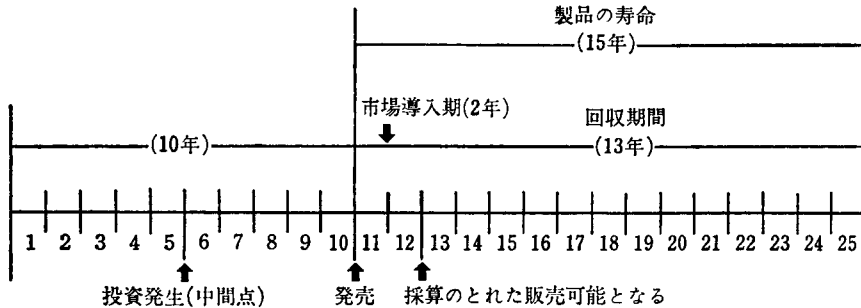 製品の寿命
(15年)
市場導入期(2年)
回収期間
(10年)
(13年)
1 2 3 4 5 6 7 8 9 10 11 12 13 14 15 16 17 18 19 20 21 22 23 24 25
投資発生(中間点) 発売 採算のとれた販売可能となる